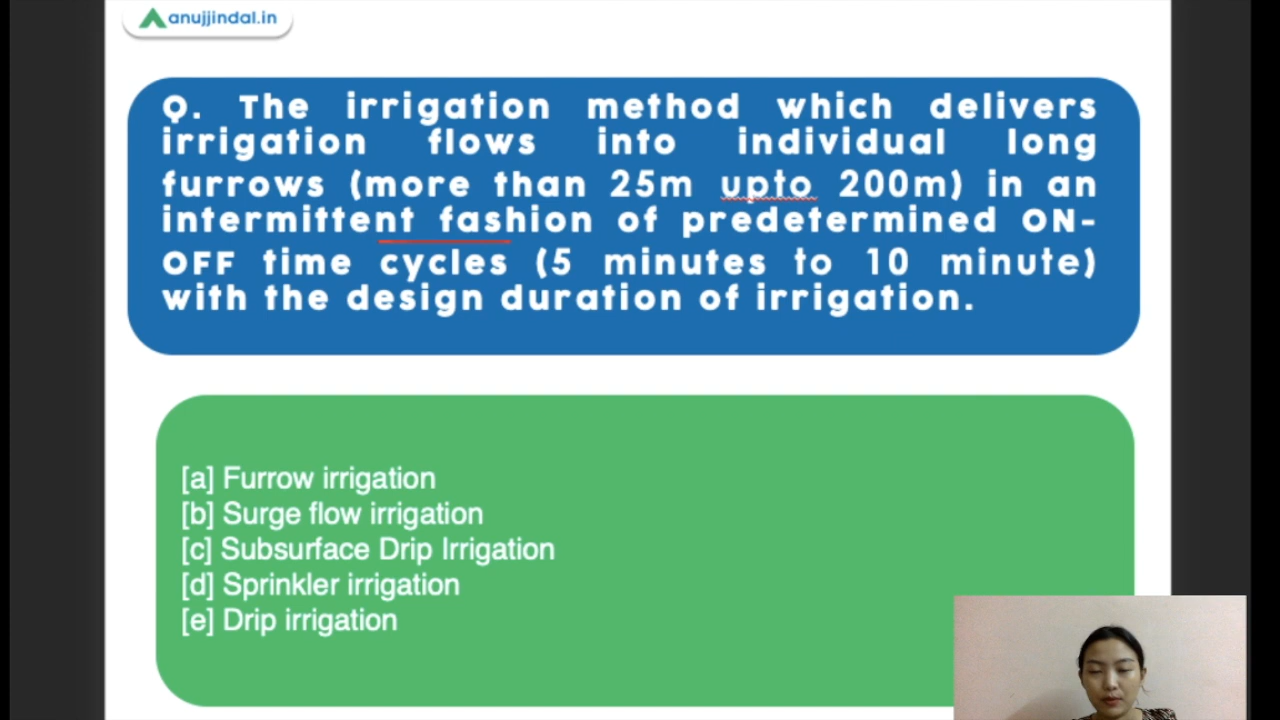 anujjindal.in
Q. The irrigation method which delivers
irrigation flows into individual long
furrows (more than 25m upto 200m) in an
intermittent fashion of predetermined ON-
OFF time cycles (5 minutes to 10 minute)
with the design duration of irrigation.
[a] Furrow irrigation
[b] Surge flow irrigation
[c] Subsurface Drip Irrigation
[d] Sprinkler irrigation
[e] Drip irrigation